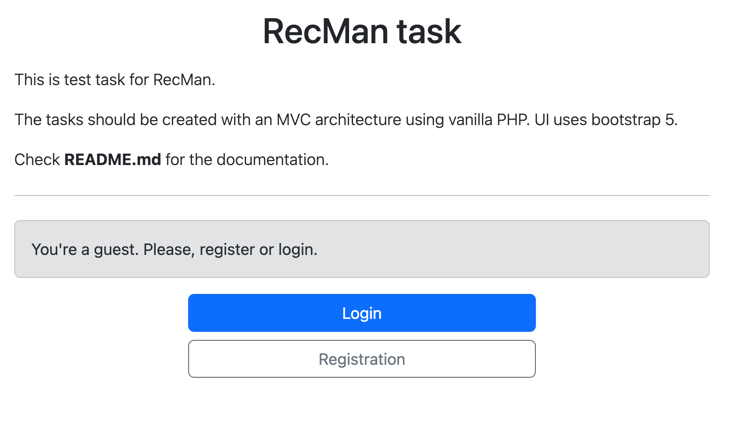 RecMan task
This is test task for RecMan.
The tasks should be created with an MVC architecture using vanilla PHP. UI uses bootstrap 5.
Check README.md for the documentation.
You're a guest. Please, register or login.
Login
Registration